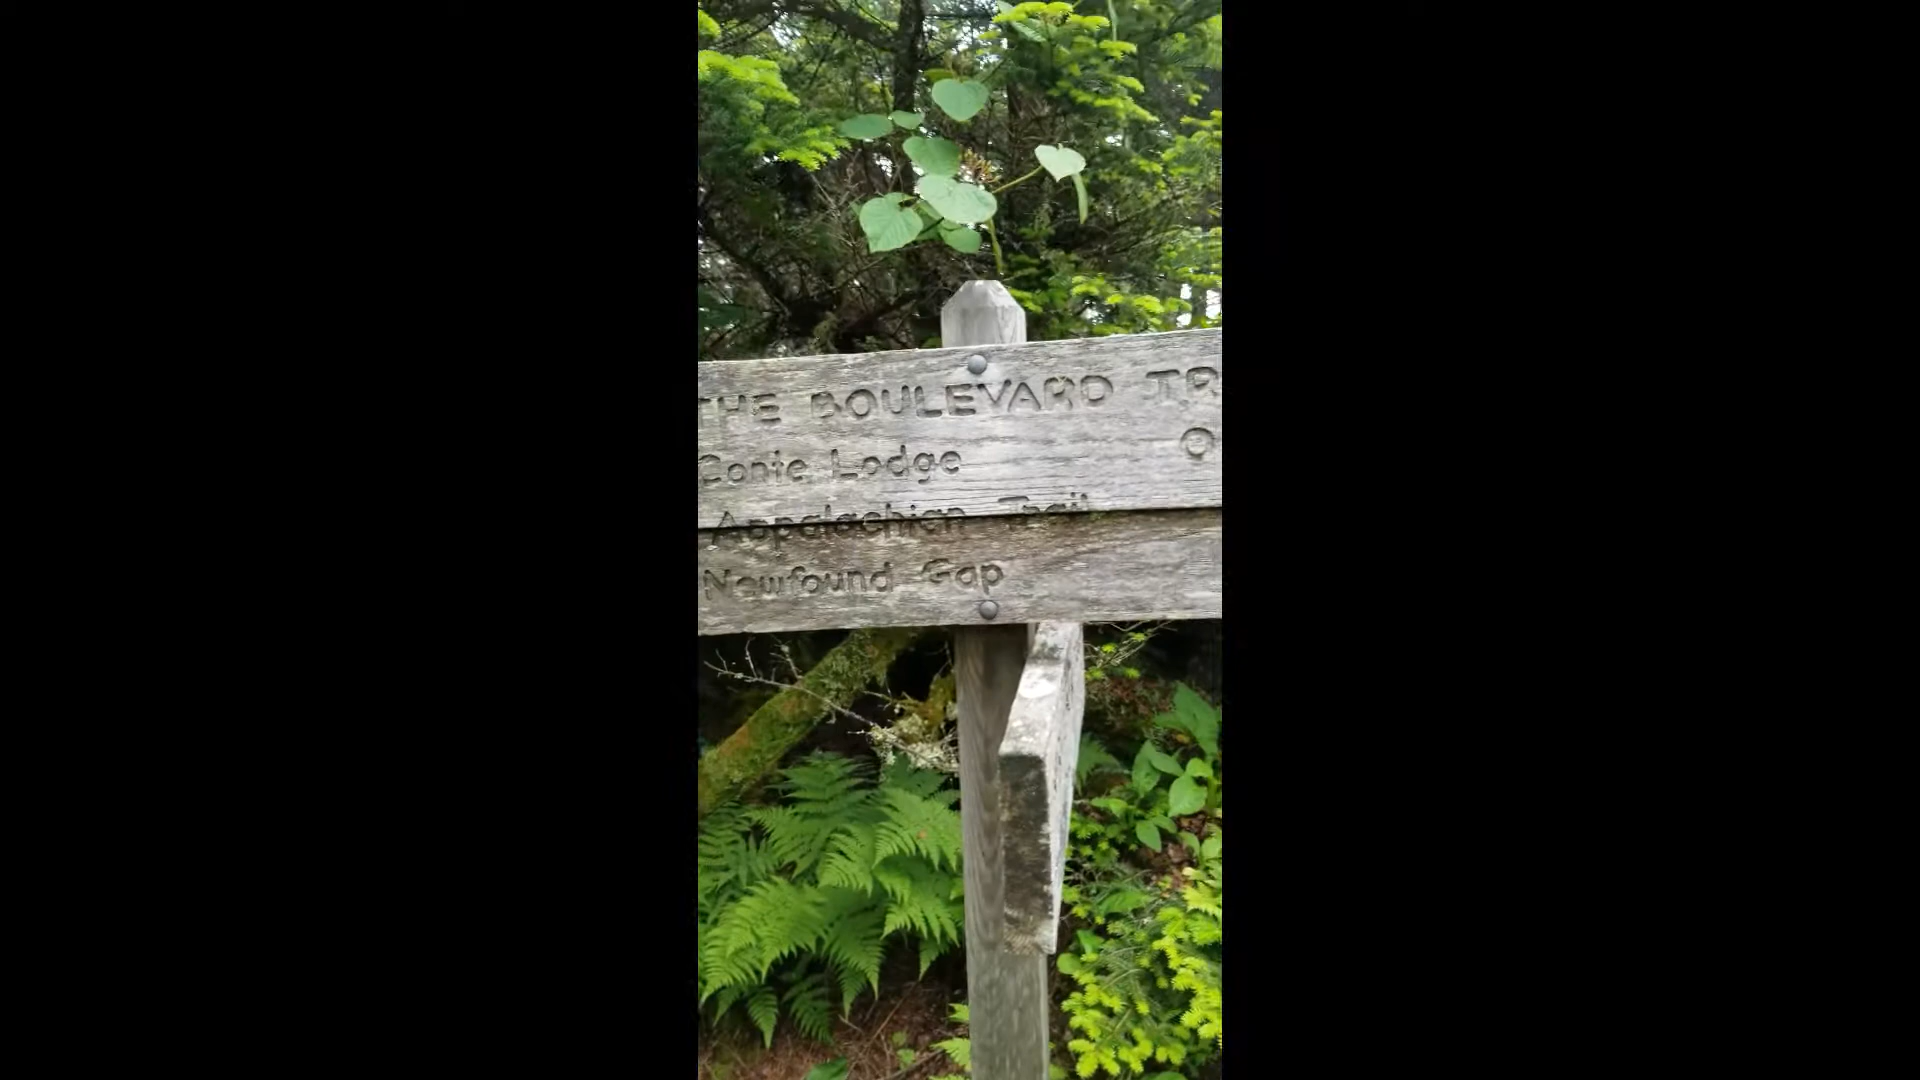 THE BOULEVARD TR
Conte Lodge
Appalachian Trail
Newfound Gap